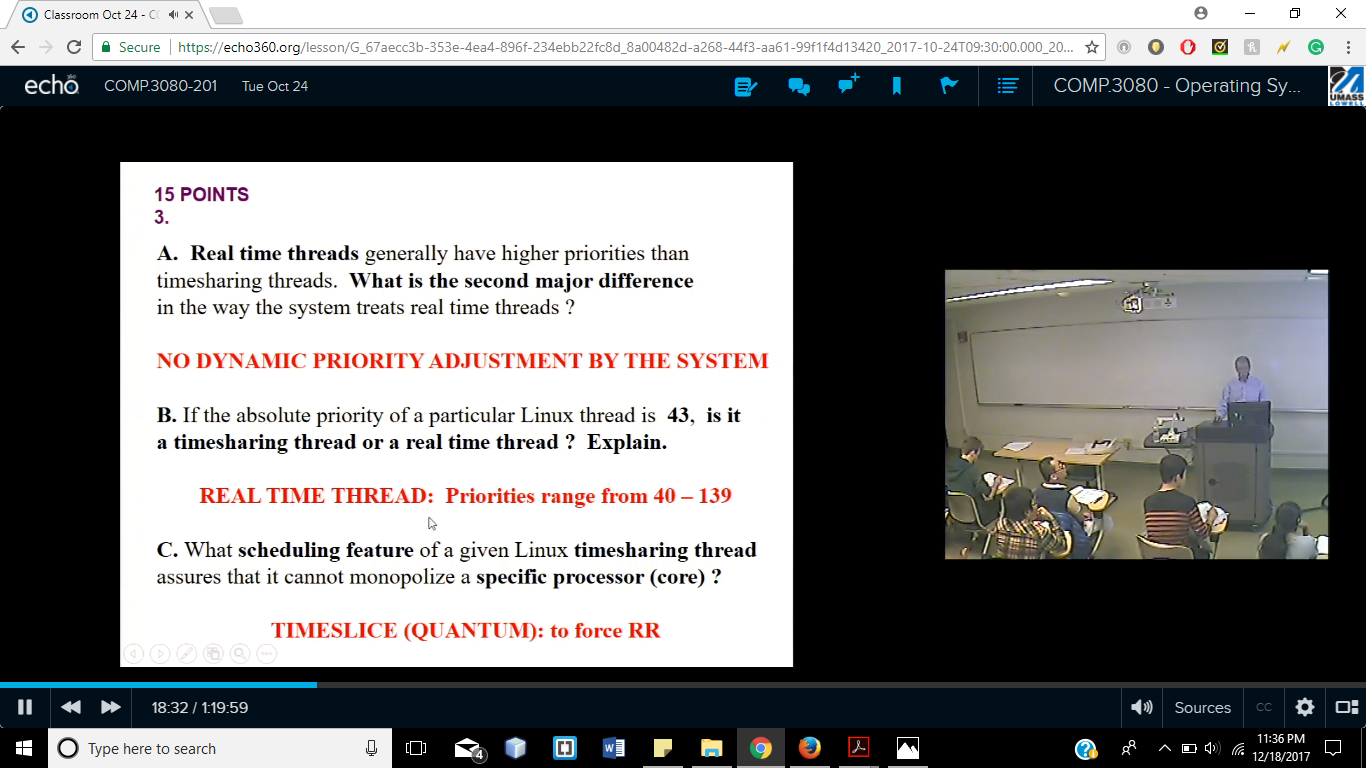 Classroom Oct 24 - C
Secure
https://echo360.org/lesson/G_67aecc3b-353e-4ea4-896f-234ebb22fc8d_8a00482d-a268-44f3-aa61-99f1f4d13420_2017-10-24T09:30:00.000_20...
echo
COMP.3080-201
Tue Oct 24
COMP.3080 - Operating Sy...
UMASS
LOWELL
15 POINTS
3.
A. Real time threads generally have higher priorities than
timesharing threads. What is the second major difference
in the way the system treats real time threads ?
NO DYNAMIC PRIORITY ADJUSTMENT BY THE SYSTEM
B. If the absolute priority of a particular Linux thread is 43, is it
a timesharing thread or a real time thread ? Explain.
REAL TIME THREAD: Priorities range from 40 – 139
C. What scheduling feature of a given Linux timesharing thread
assures that it cannot monopolize a specific processor (core) ?
TIMESLICE (QUANTUM): to force RR
18:32 / 1:19:59
Sources
CC
Type here to search
4
11:36 PM
12/18/2017